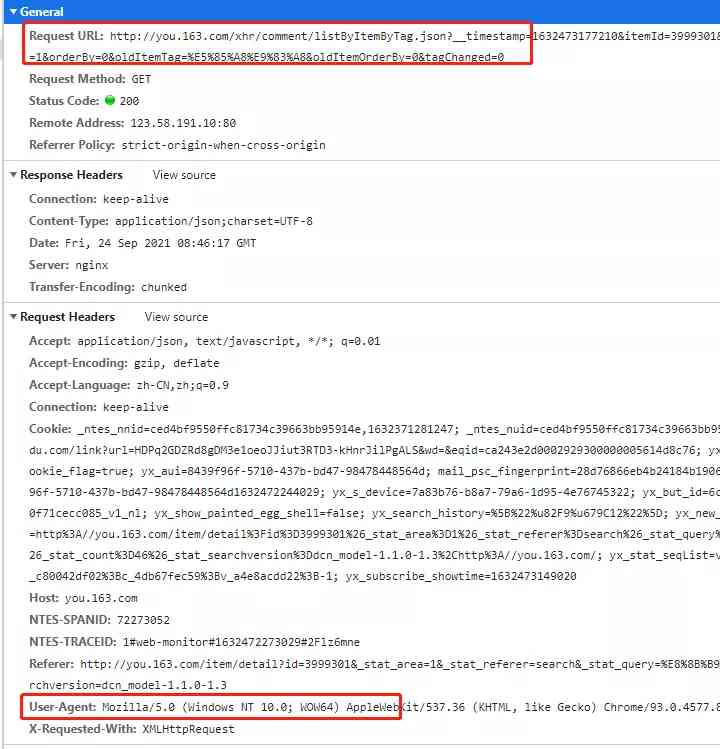 General
Request URL: http://you.163.com/xhr/comment/listByItemByTag.json?__timestamp=1632473177210&itemId=3999301&
=1&orderBy=0&oldItemTag=%E5%85%A8%E9%83%A8&oldItemOrderBy=0&tagChanged=0
Request Method: GET
Status Code: 200
Remote Address: 123.58.191.10:80
Referrer Policy: strict-origin-when-cross-origin
Response Headers View source
Connection: keep-alive
Content-Type: application/json;charset=UTF-8
Date: Fri, 24 Sep 2021 08:46:17 GMT
Server: nginx
Transfer-Encoding: chunked
Request Headers View source
Accept: application/json, text/javascript, */*; q=0.01
Accept-Encoding: gzip, deflate
Accept-Language: zh-CN,zh;q=0.9
Connection: keep-alive
Cookie: _ntes_nnid=ced4bf9550ffc81734c39663bb95914e,1632371281247; _ntes_nuid=ced4bf9550ffc81734c39663bb95
du.com/link?url=HDPq2GDZRd8gDM3e1oeoJJiut3RTD3-kHnrJilPgALS&wd=&eqid=ca243e2d0002929300000005614d8c76; yx
ookie_flag=true; yx_aui=8439f96f-5710-437b-bd47-98478448564d; mail_psc_fingerprint=28d76866eb4b24184b1906
96f-5710-437b-bd47-98478448564d1632472244029; yx_s_device=7a83b76-b8a7-79a6-1d95-4e76745322; yx_but_id=6c
0f71cecc085_v1_nl; yx_show_painted_egg_shell=false; yx_search_history=%5B%22%u82F9%u679C12%22%5D; yx_new_
=http%3A//you.163.com/item/detail%3Fid%3D3999301%26_stat_area%3D1%26_stat_referer%3Dsearch%26_stat_query%
26_stat_count%3D46%26_stat_searchversion%3Ddcn_model-1.1.0-1.3%2Chttp%3A//you.163.com/; yx_stat_seqList=v
_c80042df02%3Bc_4db67fec59%3Bv_a4e8acdd22%3B-1; yx_subscribe_showtime=1632473149020
Host: you.163.com
NTES-SPANID: 72273052
NTES-TRACEID: 1#web-monitor#1632472273029#2Flz6mne
Referer: http://you.163.com/item/detail?id=3999301&_stat_area=1&_stat_referer=search&_stat_query=%E8%8B%B9
rchversion=dcn_model-1.1.0-1.3
User-Agent: Mozilla/5.0 (Windows NT 10.0; WOW64) AppleWebKit/537.36 (KHTML, like Gecko) Chrome/93.0.4577.8
X-Requested-With: XMLHttpRequest